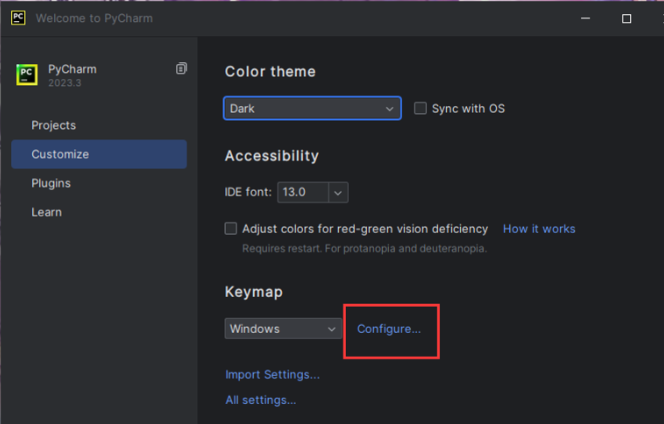 PC Welcome to PyCharm
PC PyCharm
2023.3
Projects
Customize
Plugins
Learn
Color theme
Dark Sync with OS
Accessibility
IDE font: 13.0
Adjust colors for red-green vision deficiency How it works
Requires restart. For protanopia and deuteranopia.
Keymap
Windows Configure...
Import Settings...
All settings...